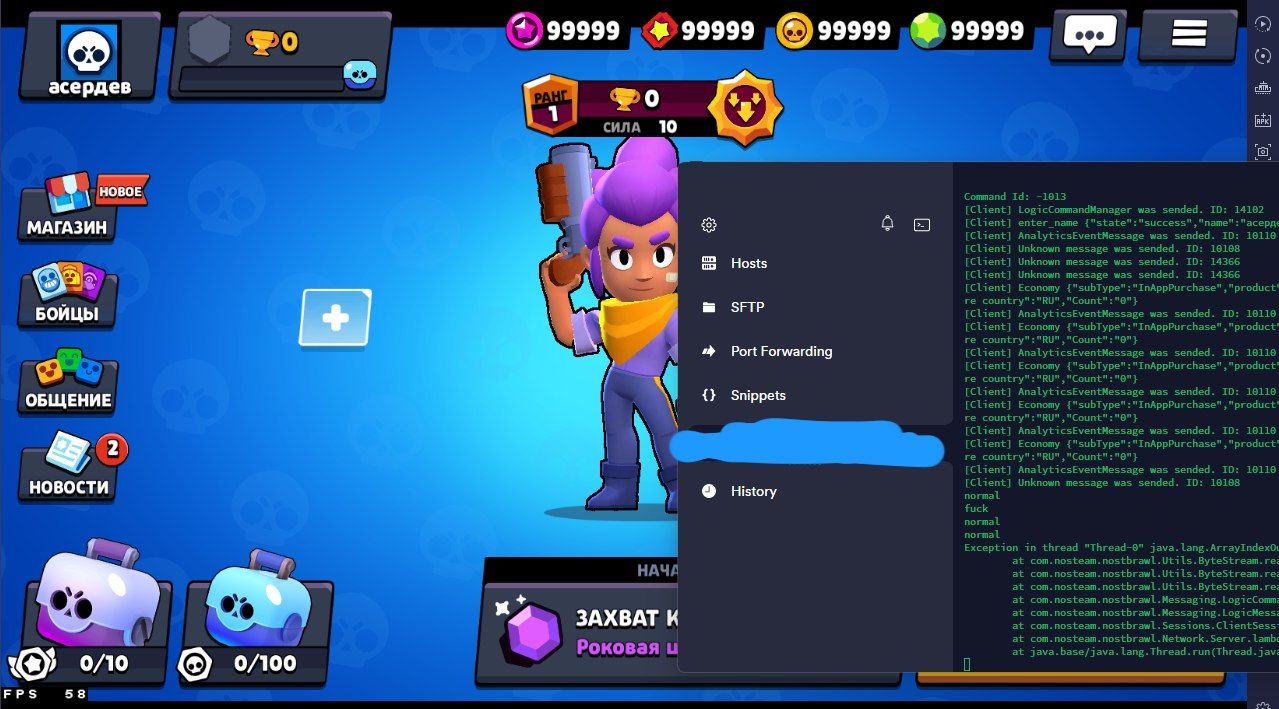 асердев
0
99999
99999
99999
99999
РАНГ
1
0
СИЛА 10
МАГАЗИН
НОВОЕ
БОЙЦЫ
ОБЩЕНИЕ
НОВОСТИ
2
0/10
0/100
FPS 58
НАЧА
ЗАХВАТ К
Роковая ш
APK
Hosts
SFTP
Port Forwarding
Snippets
History
Command Id: -1013
[Client] LogicCommandManager was sended. ID: 14102
[Client] enter_name {"state":"success","name":"асерде
[Client] AnalyticsEventMessage was sended. ID: 10110
[Client] Unknown message was sended. ID: 10108
[Client] Unknown message was sended. ID: 14366
[Client] Unknown message was sended. ID: 14366
[Client] Economy {"subType":"InAppPurchase","product"
re country":"RU","Count":"0"}
[Client] AnalyticsEventMessage was sended. ID: 10110
[Client] Economy {"subType":"InAppPurchase","product"
re country":"RU","Count":"0"}
[Client] AnalyticsEventMessage was sended. ID: 10110
[Client] Economy {"subType":"InAppPurchase","product"
re country":"RU","Count":"0"}
[Client] AnalyticsEventMessage was sended. ID: 10110
[Client] Economy {"subType":"InAppPurchase","product"
re country":"RU","Count":"0"}
[Client] AnalyticsEventMessage was sended. ID: 10110
[Client] Economy {"subType":"InAppPurchase","product"
re country":"RU","Count":"0"}
[Client] AnalyticsEventMessage was sended. ID: 10110
[Client] Unknown message was sended. ID: 10108
normal
fuck
normal
normal
Exception in thread "Thread-0" java.lang.ArrayIndexOu
at com.nosteam.nostbrawl.Utils.ByteStream.rea
at com.nosteam.nostbrawl.Utils.ByteStream.rea
at com.nosteam.nostbrawl.Utils.ByteStream.rea
at com.nosteam.nostbrawl.Messaging.LogicComma
at com.nosteam.nostbrawl.Messaging.LogicMessa
at com.nosteam.nostbrawl.Sessions.ClientSessi
at com.nosteam.nostbrawl.Network.Server.lambd
at java.base/java.lang.Thread.run(Thread.java